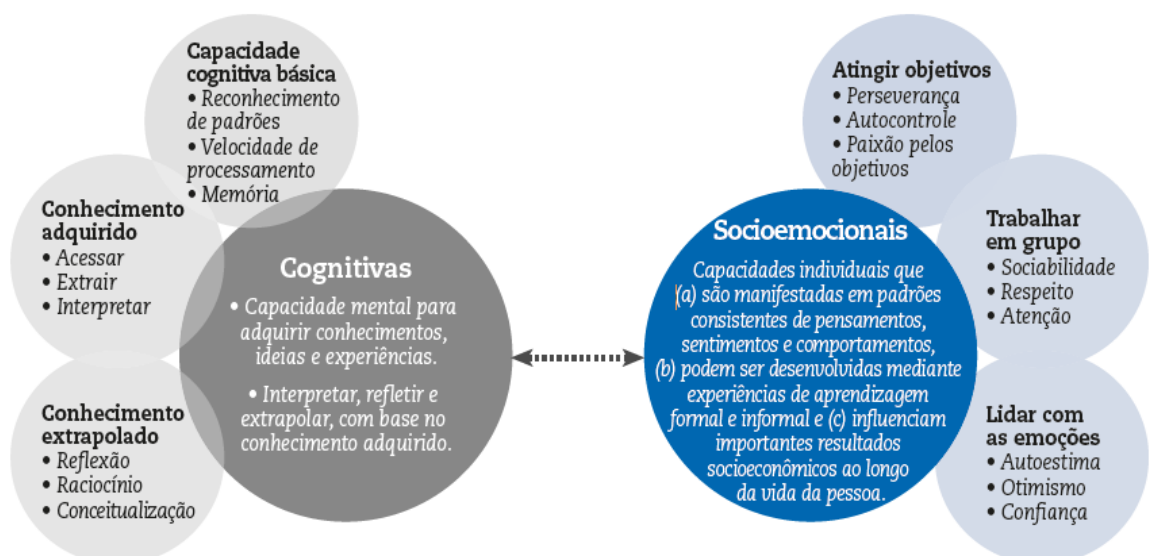 Capacidade
cognitiva básica
• Reconhecimento
de padrões
• Velocidade de
processamento
• Memória
Conhecimento
adquirido
• Acessar
• Extrair
• Interpretar
Conhecimento
extrapolado
• Reflexão
• Raciocínio
• Conceitualização
Cognitivas
• Capacidade mental para
adquirir conhecimentos,
ideias e experiências.
• Interpretar, refletir e
extrapolar, com base no
conhecimento adquirido.
Socioemocionais
Capacidades individuais que
(a) são manifestadas em padrões
consistentes de pensamentos,
sentimentos e comportamentos,
(b) podem ser desenvolvidas mediante
experiências de aprendizagem
formal e informal e (c) influenciam
importantes resultados
socioeconômicos ao longo
da vida da pessoa.
Atingir objetivos
• Perseverança
• Autocontrole
• Paixão pelos
objetivos
Trabalhar
em grupo
• Sociabilidade
• Respeito
• Atenção
Lidar com
as emoções
• Autoestima
• Otimismo
• Confiança